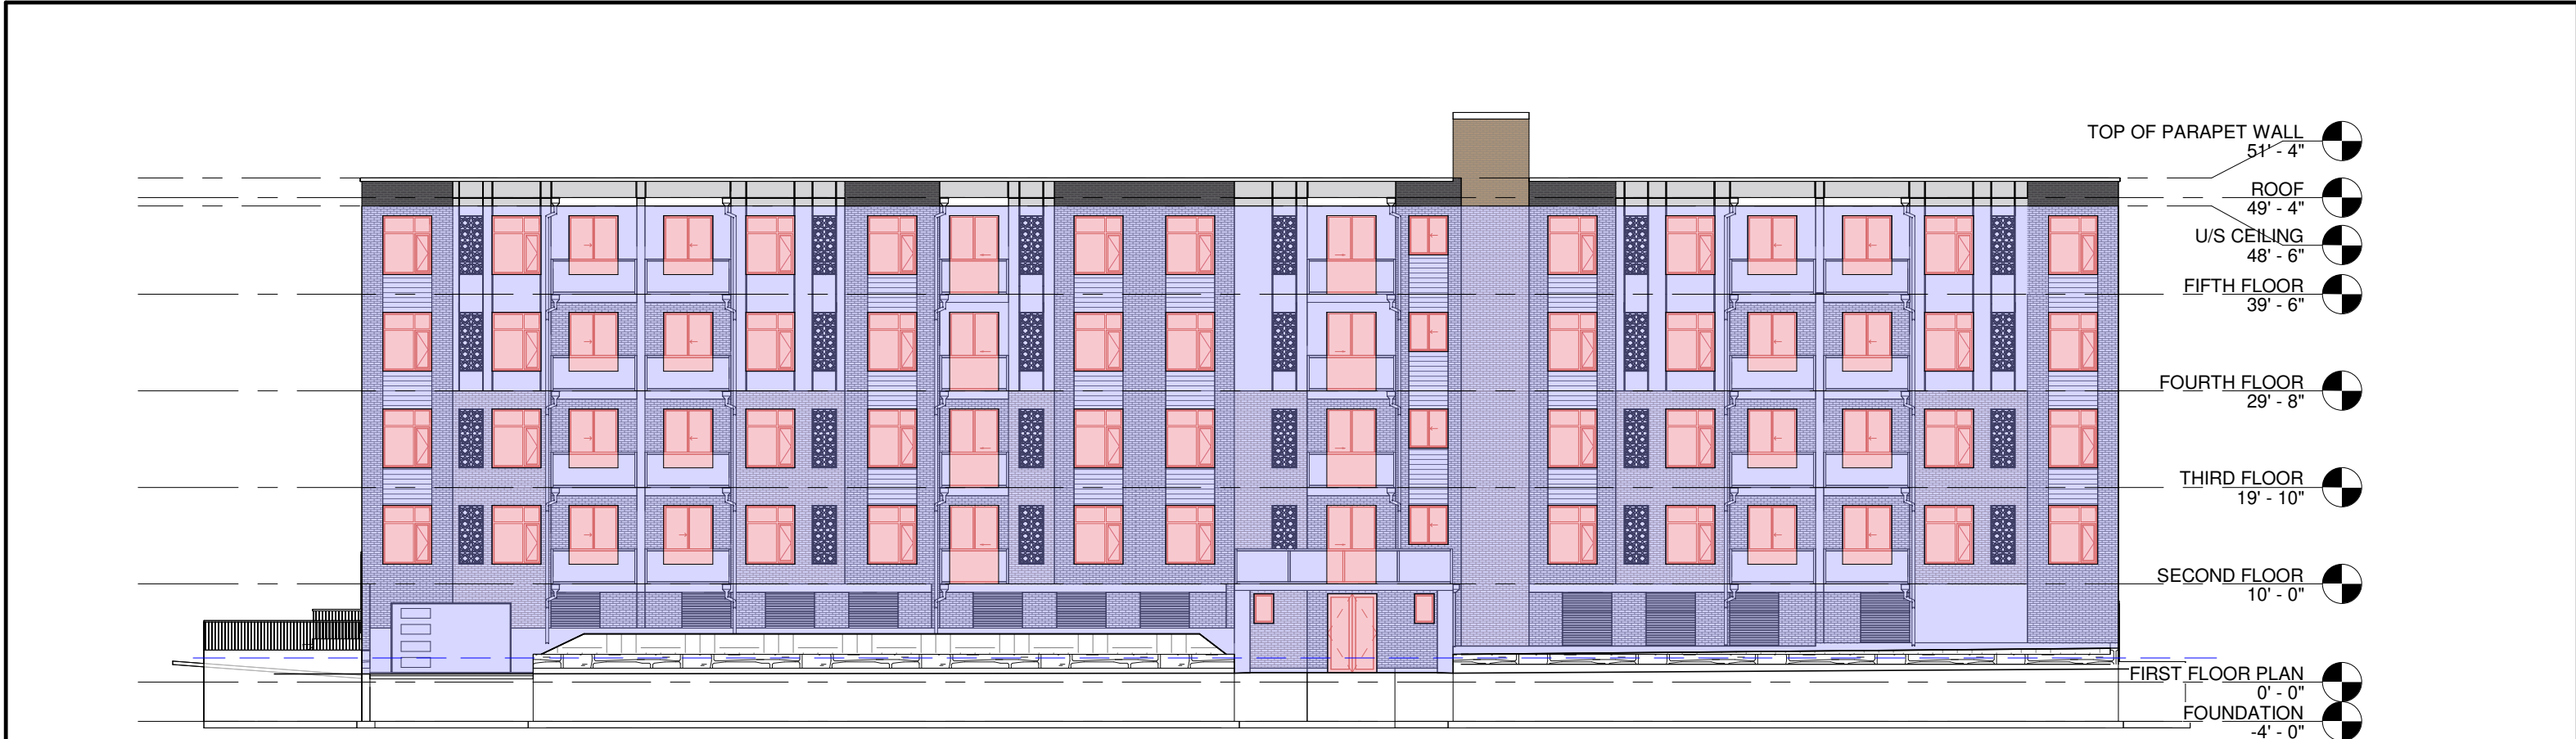 TOP OF PARAPET WALL
51' - 4"
ROOF
49' - 4"
U/S CEILING
48' - 6"
FIFTH FLOOR
39' - 6"
FOURTH FLOOR
29' - 8"
THIRD FLOOR
19' - 10"
SECOND FLOOR
10' - 0"
FIRST FLOOR PLAN
0' - 0"
FOUNDATION
-4' - 0"